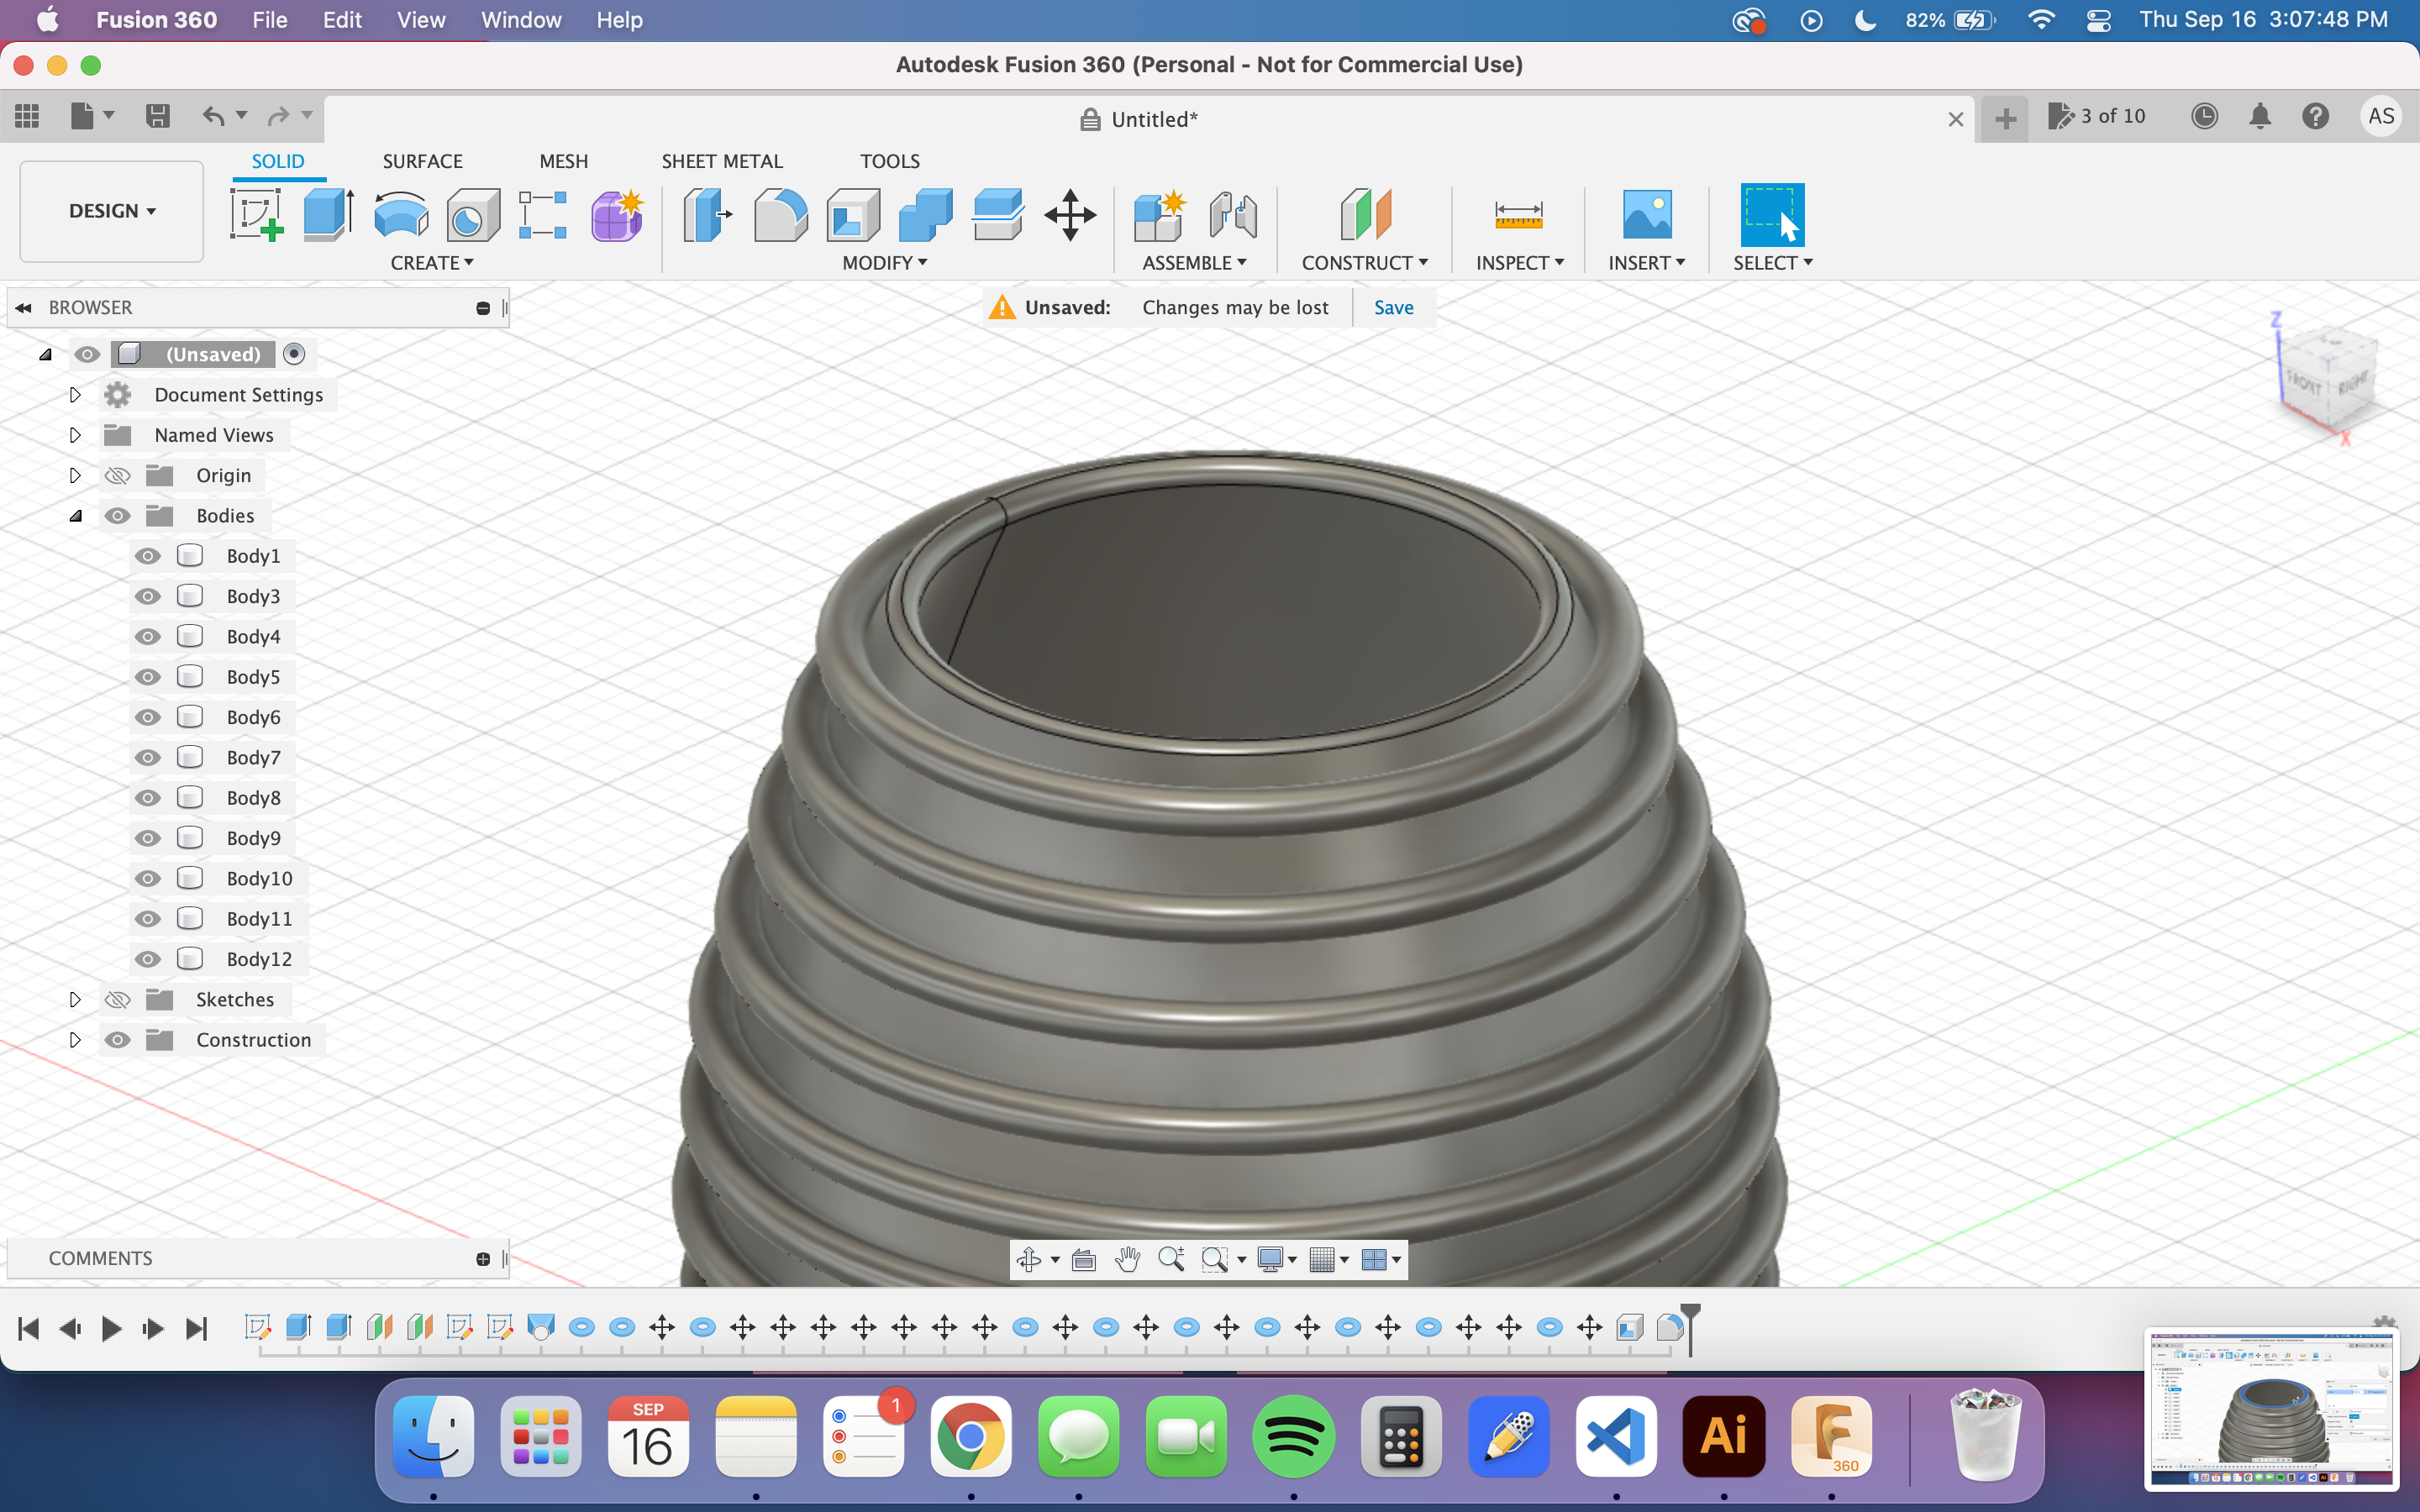 Fusion 360 File Edit View Window Help 82% Thu Sep 16 3:07:48 PM
Autodesk Fusion 360 (Personal - Not for Commercial Use)
Untitled* 3 of 10 AS
SOLID SURFACE MESH SHEET METAL TOOLS
DESIGN
CREATE MODIFY ASSEMBLE CONSTRUCT INSPECT INSERT SELECT
BROWSER
Unsaved: Changes may be lost Save
(Unsaved)
Document Settings
Named Views
Origin
Bodies
Body1
Body3
Body4
Body5
Body6
Body7
Body8
Body9
Body10
Body11
Body12
Sketches
Construction
Z
FRONT RIGHT
X
COMMENTS
SEP
16
1
Ai
360